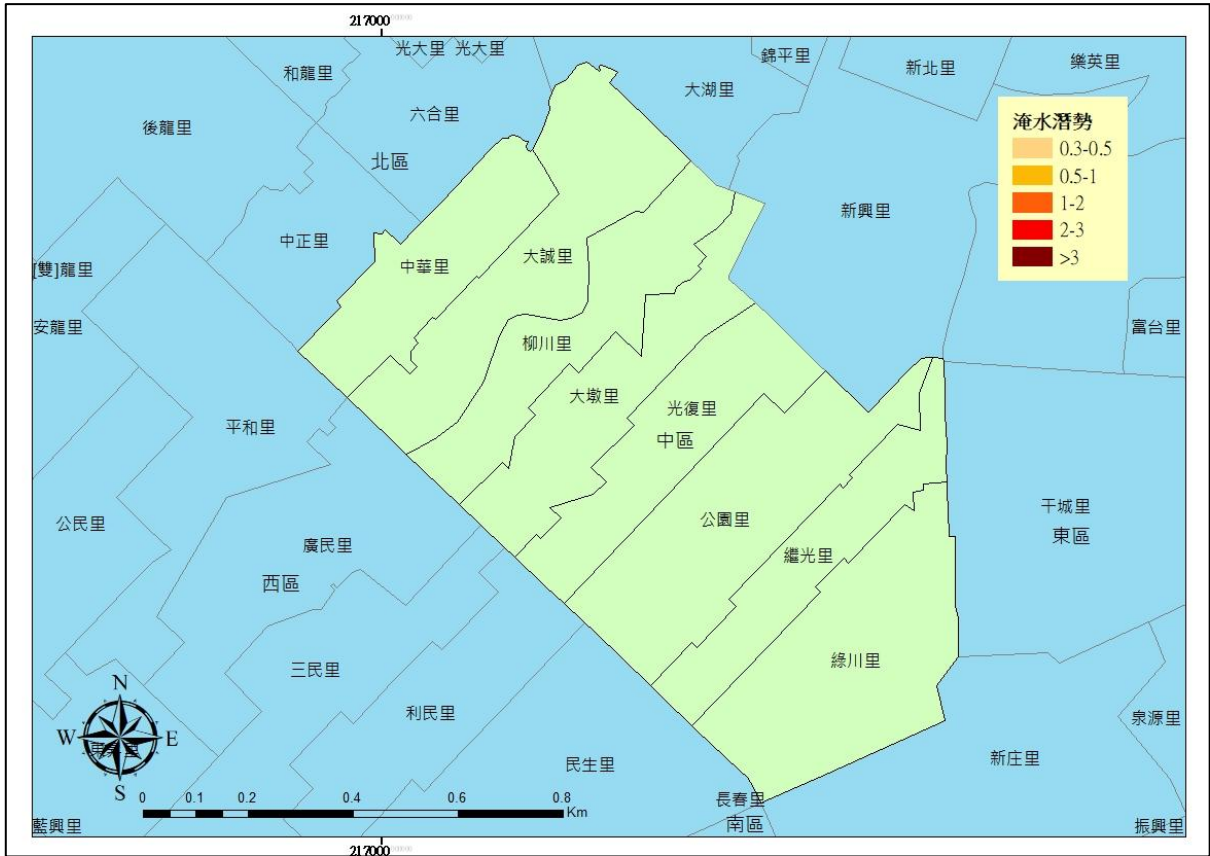 217000
光大里 光大里
和龍里
錦平里
新北里
樂英里
大湖里
六合里
後龍里
北區
淹水潛勢
0.3-0.5
0.5-1
1-2
2-3
>3
新興里
中正里
大誠里
中華里
[雙]龍里
安龍里
富台里
柳川里
大墩里
光復里
中區
平和里
公園里
干城里
東區
公民里
廣民里
西區
繼光里
綠川里
三民里
利民里
泉源里
新庄里
民生里
長春里
南區
藍興里
振興里
N
W
E
S
0 0.1 0.2 0.4 0.6 0.8
Km
217000